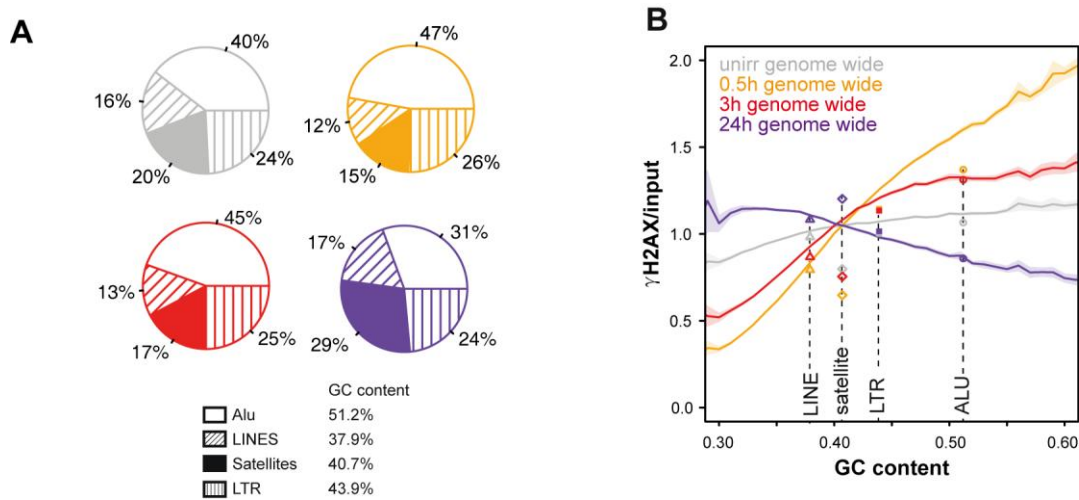 A
40%
16%
20%
24%
47%
12%
15%
26%
45%
13%
17%
25%
31%
17%
29%
24%
GC content
Alu 51.2%
LINES 37.9%
Satellites 40.7%
LTR 43.9%
B
unirr genome wide
0.5h genome wide
3h genome wide
24h genome wide
γH2AX/input
2.0
1.5
1.0
0.5
0.0
LINE
satellite
LTR
ALU
0.30 0.40 0.50 0.60
GC content